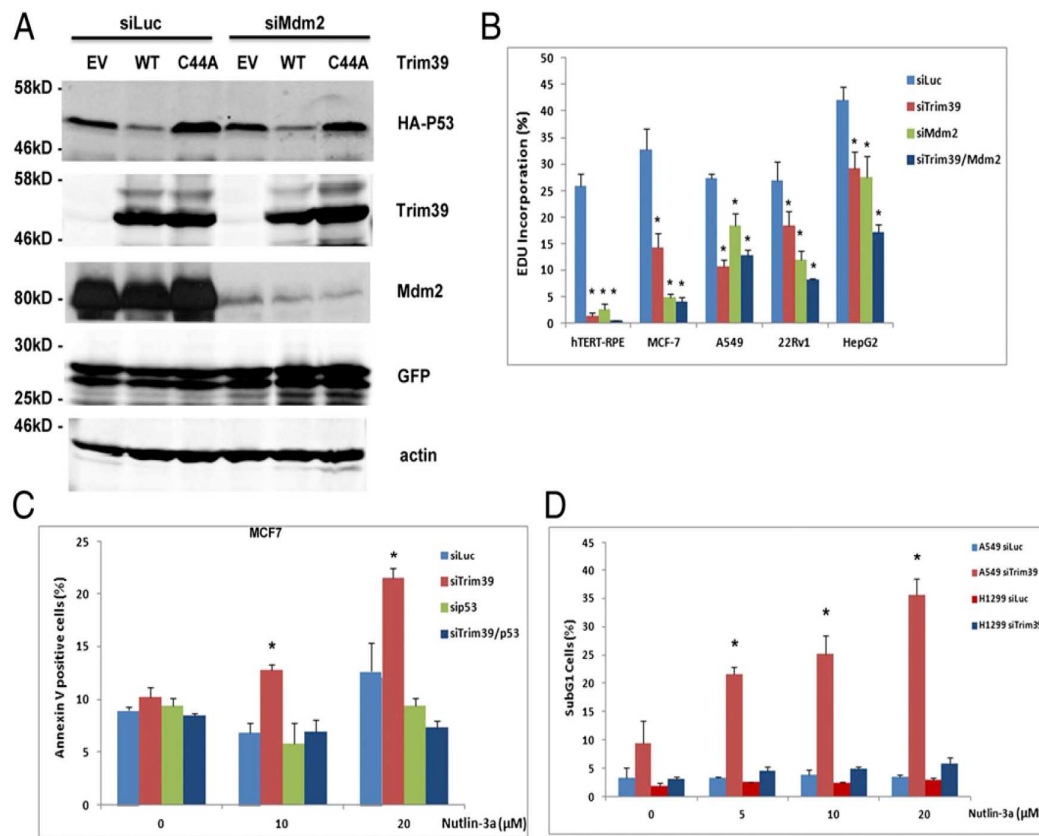 A
siLuc siMdm2
EV WT C44A EV WT C44A Trim39
58kD -
HA-P53
46kD -
58kD -
Trim39
46kD -
80kD - Mdm2
30kD -
GFP
25kD -
46kD -
actin
B
EDU Incorporation (%)
50
45
40
35
30
25
20
15
10
5
0
* * * * * * * * * * * * * * *
hTERT-RPE MCF-7 A549 22Rv1 HepG2
siLuc
siTrim39
siMdm2
siTrim39/Mdm2
C
MCF7
Annexin V positive cells (%)
25
20
15
10
5
0
* *
0 10 20 Nutlin-3a (μM)
siLuc
siTrim39
sip53
siTrim39/p53
D
SubG1 Cells (%)
45
40
35
30
25
20
15
10
5
0
* * *
0 5 10 20 Nutlin-3a (μM)
A549 siLuc
A549 siTrim39
H1299 siLuc
H1299 siTrim39